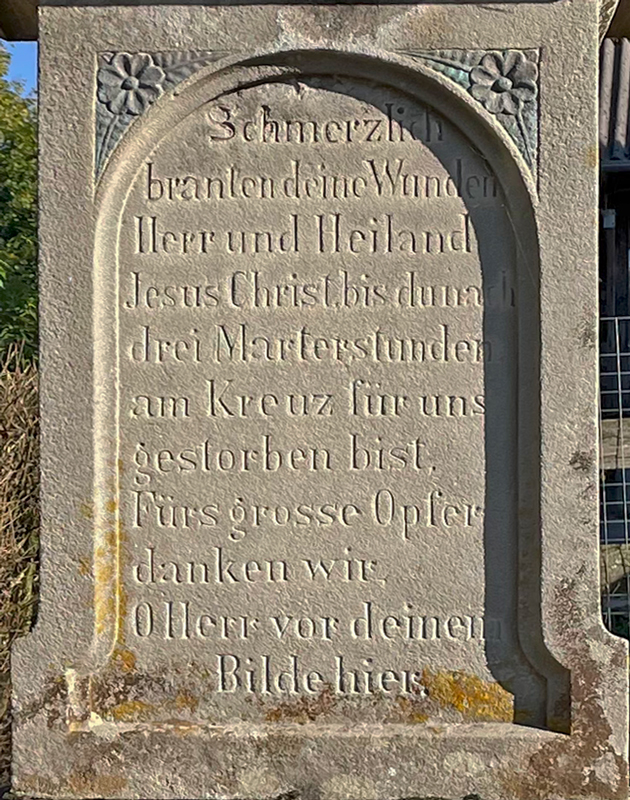 Schmerzlich
branten deine Wunden
Herr und Heiland
Jesus Christ, bis du nach
drei Marterstunden
am Kreuz für uns
gestorben bist,
Fürs grosse Opfer
danken wir,
O Herr vor deinem
Bilde hier.